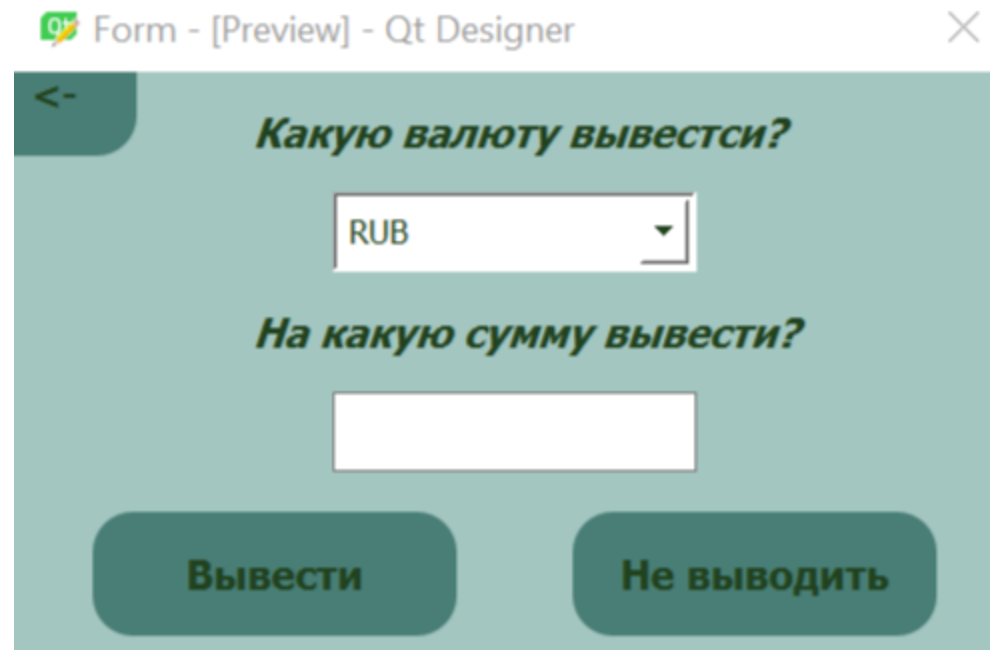 Form - [Preview] - Qt Designer
<-
Какую валюту вывестси?
RUB
На какую сумму вывести?
Вывести
Не выводить